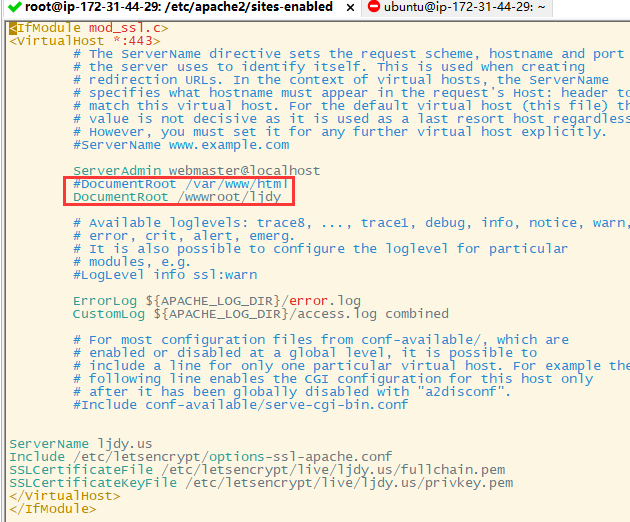 root@ip-172-31-44-29: /etc/apache2/sites-enabled × ubuntu@ip-172-31-44-29: ~
<IfModule mod_ssl.c>
<VirtualHost *:443>
# The ServerName directive sets the request scheme, hostname and port
# the server uses to identify itself. This is used when creating
# redirection URLs. In the context of virtual hosts, the ServerName
# specifies what hostname must appear in the request's Host: header to
# match this virtual host. For the default virtual host (this file) th
# value is not decisive as it is used as a last resort host regardless
# However, you must set it for any further virtual host explicitly.
#ServerName www.example.com
ServerAdmin webmaster@localhost
#DocumentRoot /var/www/html
DocumentRoot /wwwroot/ljdy
# Available loglevels: trace8, ..., trace1, debug, info, notice, warn,
# error, crit, alert, emerg.
# It is also possible to configure the loglevel for particular
# modules, e.g.
#LogLevel info ssl:warn
ErrorLog ${APACHE_LOG_DIR}/error.log
CustomLog ${APACHE_LOG_DIR}/access.log combined
# For most configuration files from conf-available/, which are
# enabled or disabled at a global level, it is possible to
# include a line for only one particular virtual host. For example the
# following line enables the CGI configuration for this host only
# after it has been globally disabled with "a2disconf".
#Include conf-available/serve-cgi-bin.conf
ServerName ljdy.us
Include /etc/letsencrypt/options-ssl-apache.conf
SSLCertificateFile /etc/letsencrypt/live/ljdy.us/fullchain.pem
SSLCertificateKeyFile /etc/letsencrypt/live/ljdy.us/privkey.pem
</VirtualHost>
</IfModule>